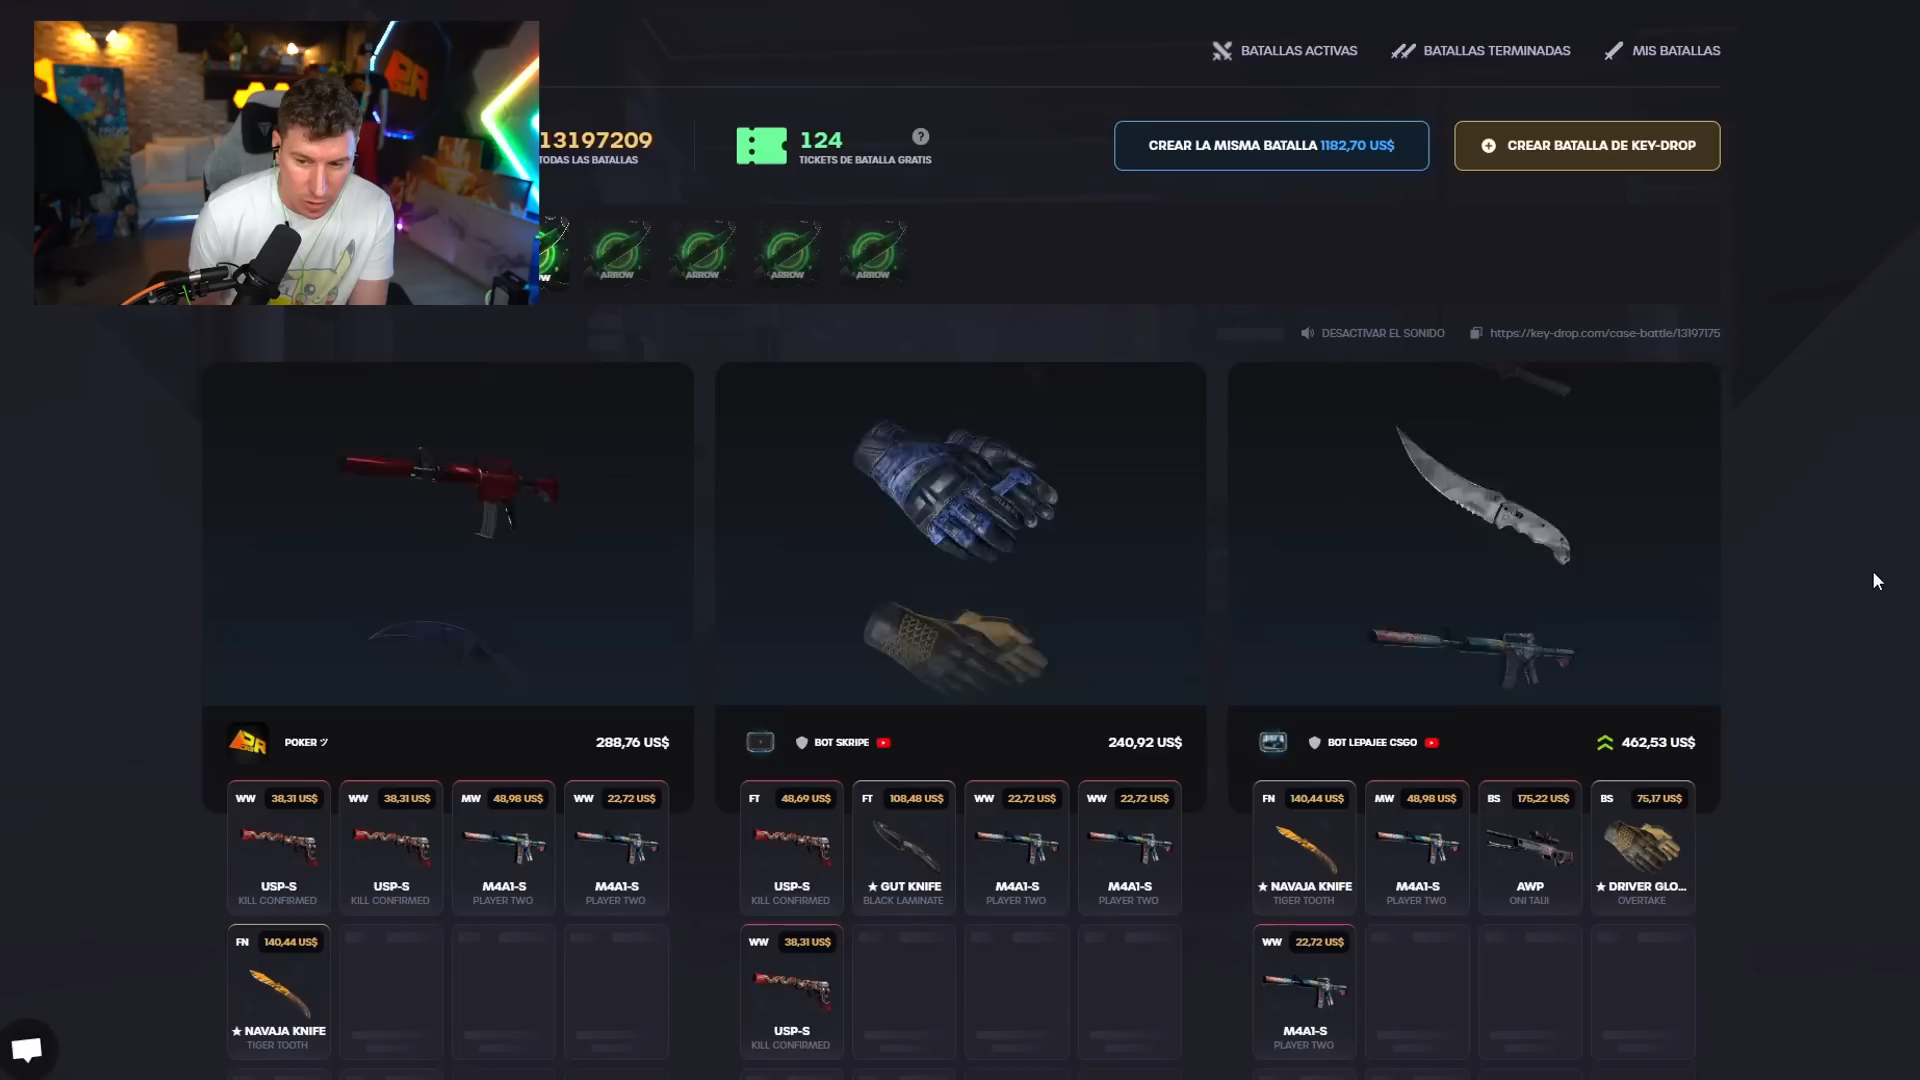 BATALLAS ACTIVAS
BATALLAS TERMINADAS
MIS BATALLAS
13197209
TODAS LAS BATALLAS
124
?
TICKETS DE BATALLA GRATIS
CREAR LA MISMA BATALLA 1182,70 US$
CREAR BATALLA DE KEY-DROP
ARROW
ARROW
ARROW
ARROW
DESACTIVAR EL SONIDO
https://key-drop.com/case-battle/13197175
POKER ツ
288,76 US$
BOT SKRIPE
240,92 US$
BOT LEPAJEE CSGO
462,53 US$
WW 38,31 US$
USP-S
KILL CONFIRMED
WW 38,31 US$
USP-S
KILL CONFIRMED
MW 48,98 US$
M4A1-S
PLAYER TWO
WW 22,72 US$
M4A1-S
PLAYER TWO
FN 140,44 US$
★ NAVAJA KNIFE
TIGER TOOTH
FT 48,69 US$
USP-S
KILL CONFIRMED
FT 108,48 US$
★ GUT KNIFE
BLACK LAMINATE
WW 22,72 US$
M4A1-S
PLAYER TWO
WW 22,72 US$
M4A1-S
PLAYER TWO
WW 38,31 US$
USP-S
KILL CONFIRMED
FN 140,44 US$
★ NAVAJA KNIFE
TIGER TOOTH
MW 48,98 US$
M4A1-S
PLAYER TWO
BS 175,22 US$
AWP
ONI TAIJI
BS 75,17 US$
★ DRIVER GLO...
OVERTAKE
WW 22,72 US$
M4A1-S
PLAYER TWO